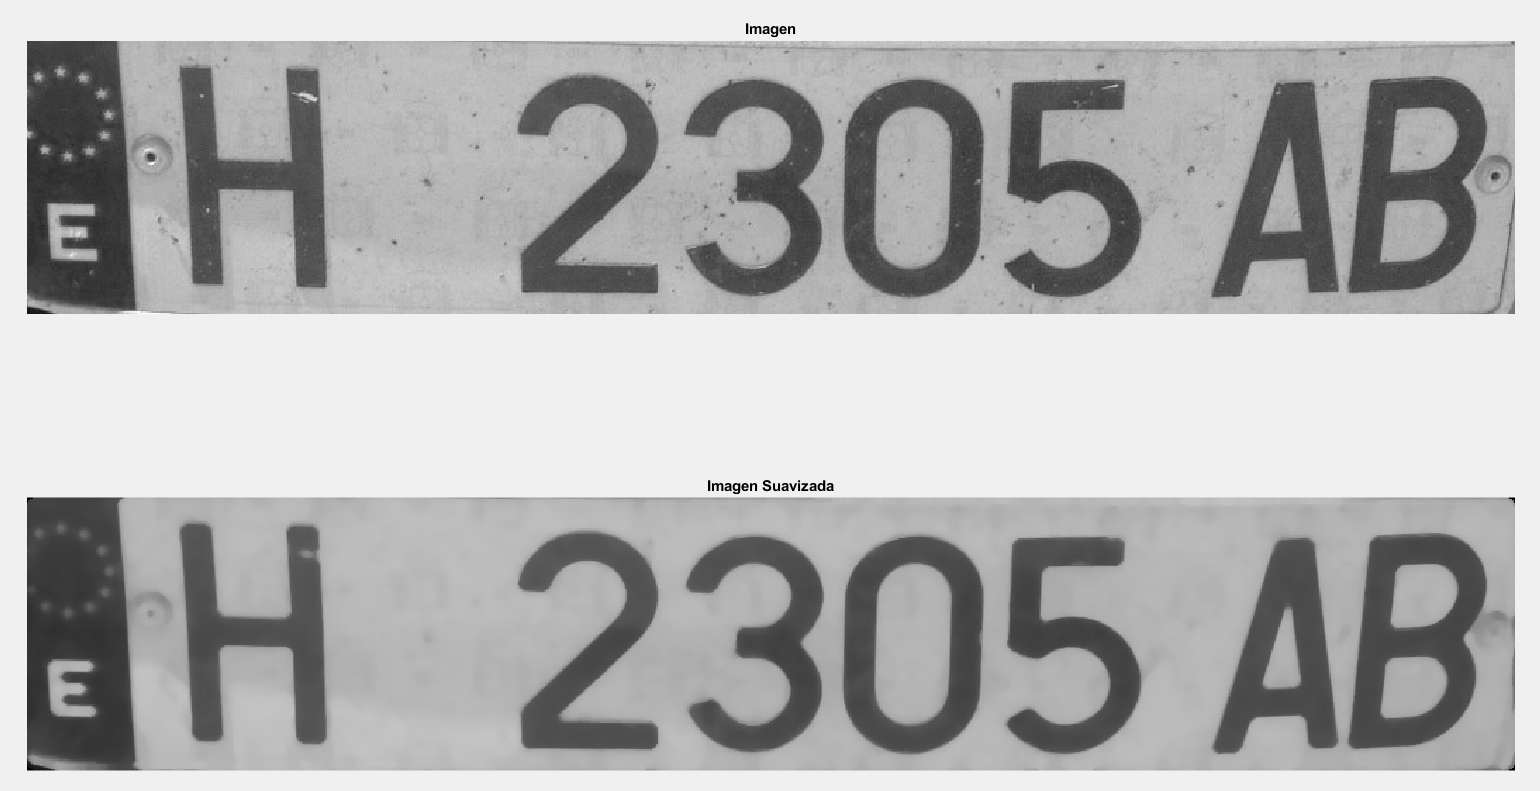 Imagen
E H 2305 AB
Imagen Suavizada
E H 2305 AB